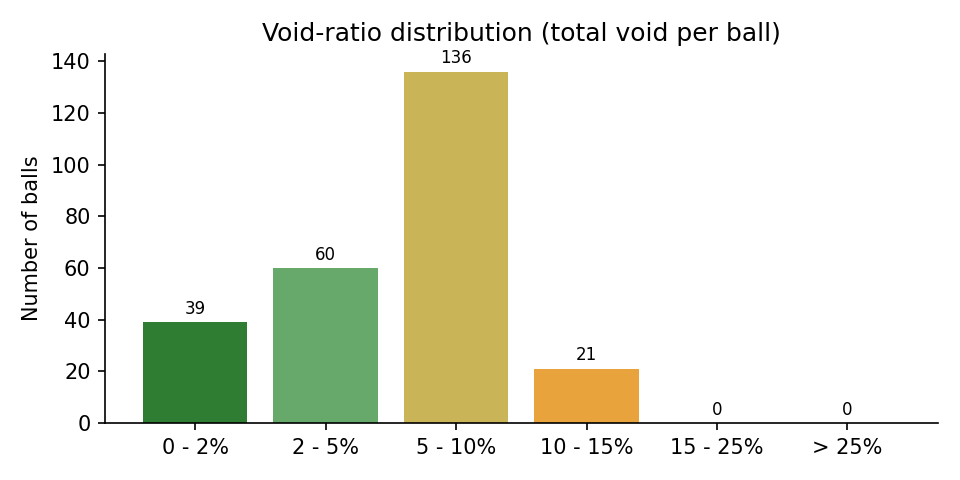 Void-ratio distribution (total void per ball)
Number of balls
140
120
100
80
60
40
20
0
39
60
136
21
0
0
0 - 2%
2 - 5%
5 - 10%
10 - 15%
15 - 25%
> 25%